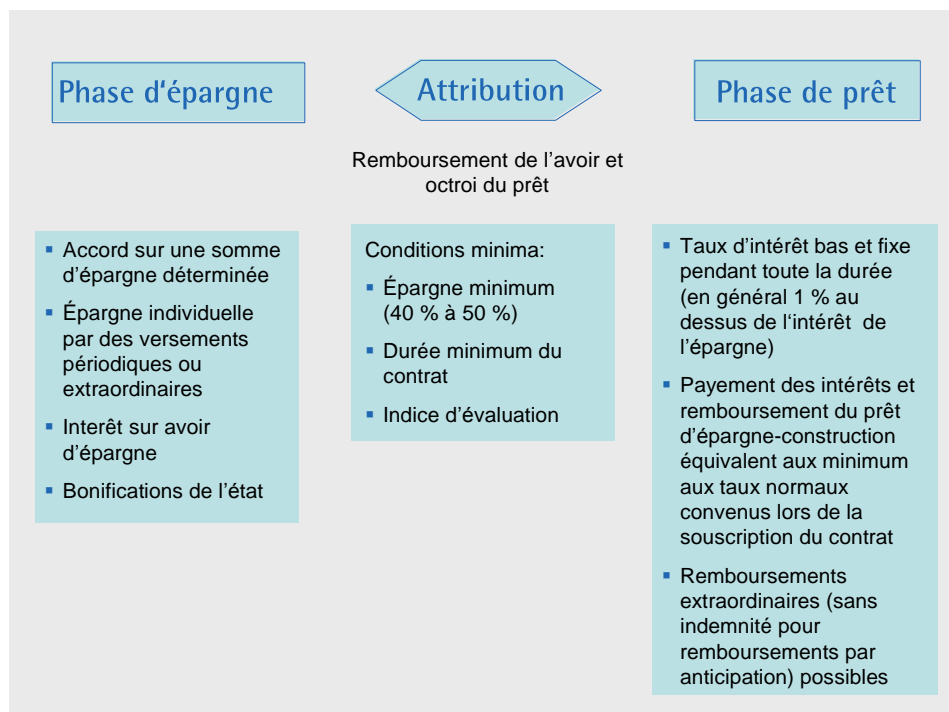 Phase d'épargne
Attribution
Phase de prêt
Remboursement de l’avoir et
octroi du prêt
▪ Accord sur une somme
d’épargne déterminée
▪ Épargne individuelle
par des versements
périodiques ou
extraordinaires
▪ Interêt sur avoir
d’épargne
▪ Bonifications de l’état
Conditions minima:
▪ Épargne minimum
(40 % à 50 %)
▪ Durée minimum du
contrat
▪ Indice d’évaluation
▪ Taux d’intérêt bas et fixe
pendant toute la durée
(en général 1 % au
dessus de l‘intérêt de
l’épargne)
▪ Payement des intérêts et
remboursement du prêt
d’épargne-construction
équivalent aux minimum
aux taux normaux
convenus lors de la
souscription du contrat
▪ Remboursements
extraordinaires (sans
indemnité pour
remboursements par
anticipation) possibles